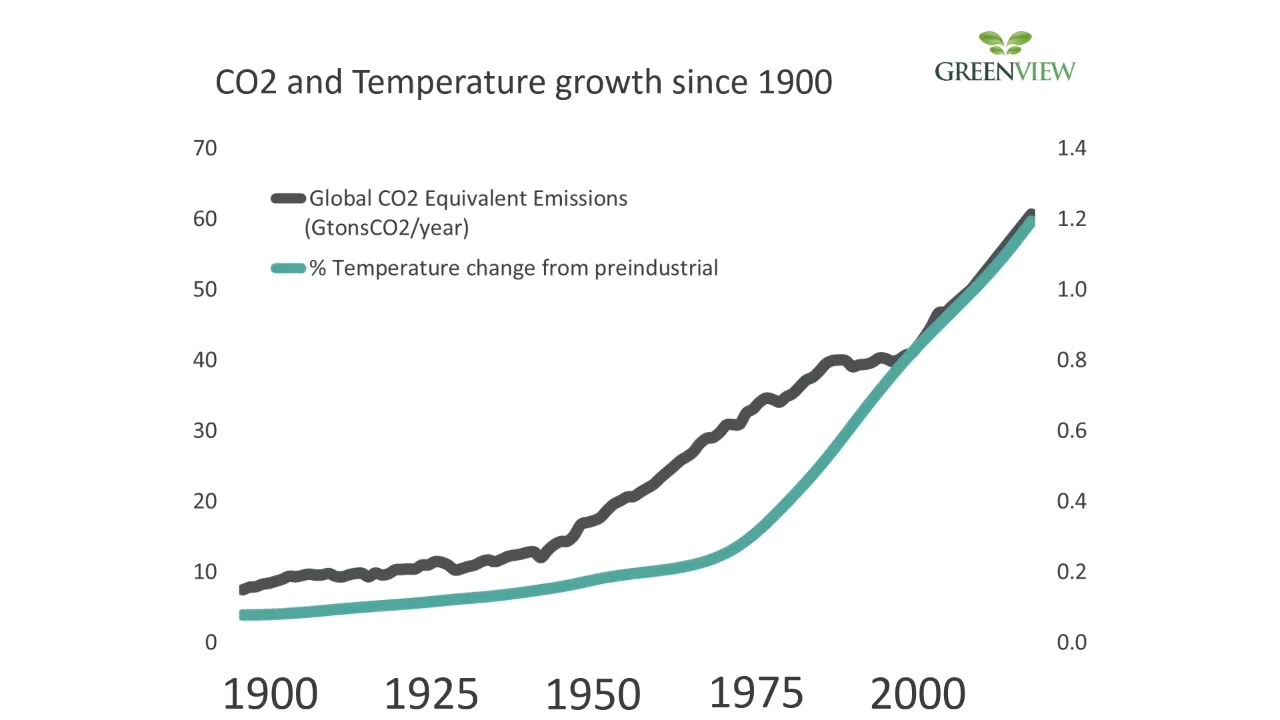 GREENVIEW
CO2 and Temperature growth since 1900
70
1.4
Global CO2 Equivalent Emissions
(GtonsCO2/year)
60
1.2
% Temperature change from preindustrial
50
1.0
40
0.8
30
0.6
20
0.4
10
0.2
0
0.0
1900 1925 1950 1975 2000